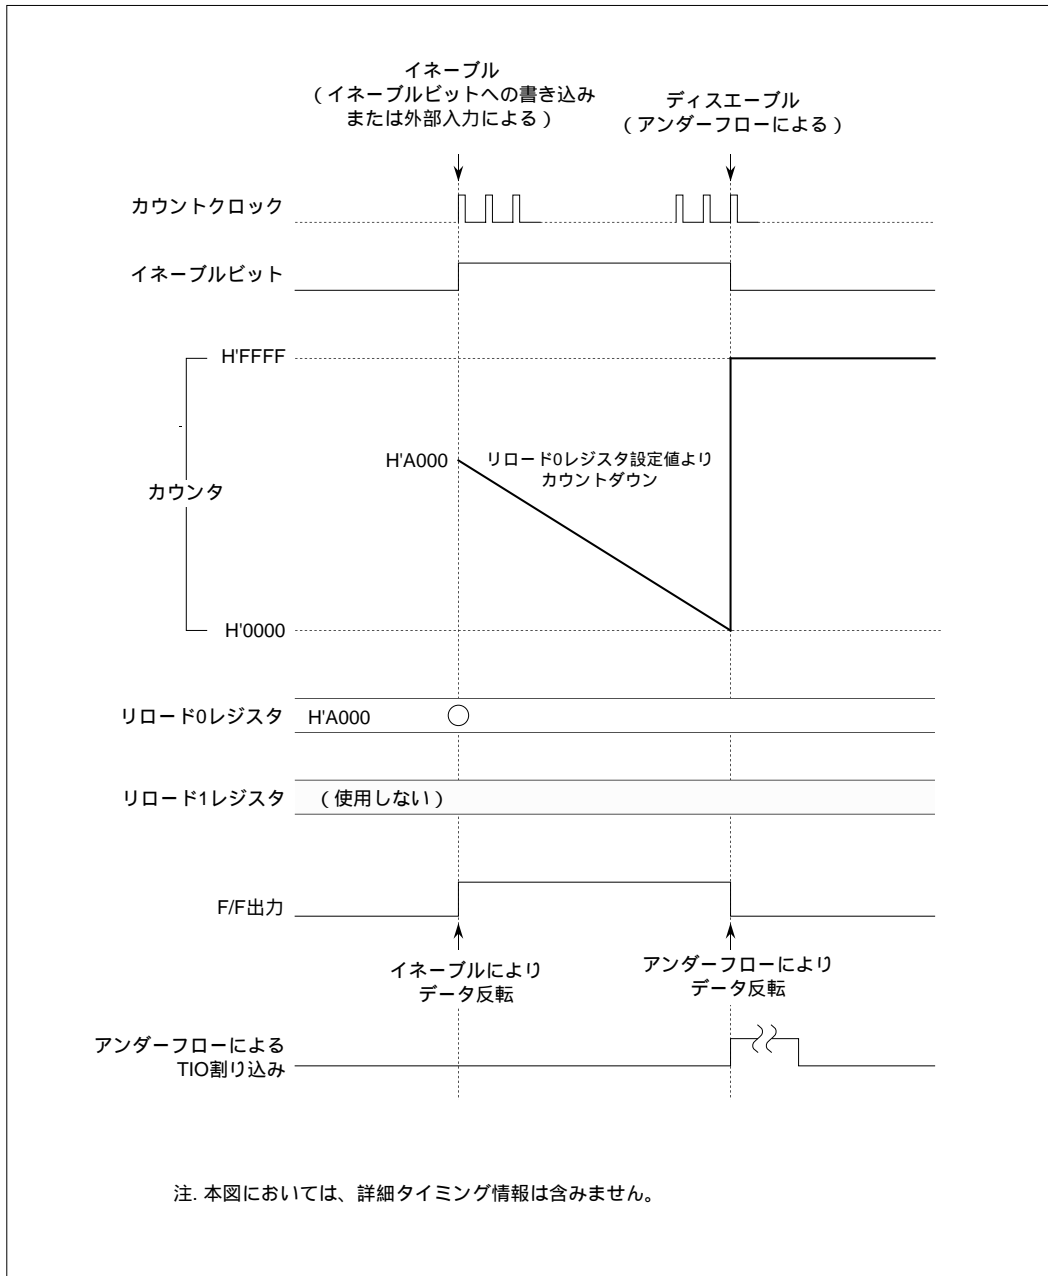 イネーブル
（イネーブルビットへの書き込み
または外部入力による）
ディスエーブル
（アンダーフローによる）
カウントクロック
イネーブルビット
H'FFFF
H'A000
リロード0レジスタ設定値より
カウントダウン
カウンタ
H'0000
リロード0レジスタ
H'A000
リロード1レジスタ
（使用しない）
F/F出力
イネーブルにより
データ反転
アンダーフローにより
データ反転
アンダーフローによる
TIO割り込み
注. 本図においては、詳細タイミング情報は含みません。